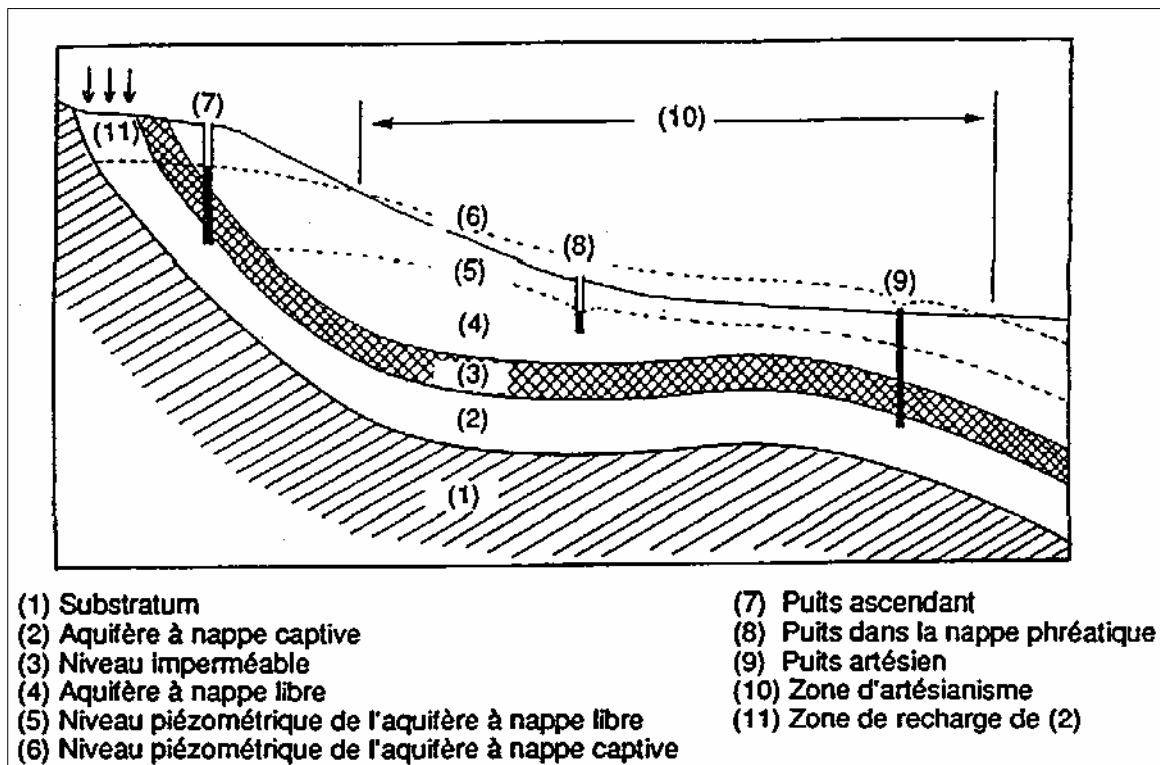 (7)
(11)
(10)
(6)
(8)
(5)
(9)
(4)
(3)
(2)
(1)
(1) Substratum
(2) Aquifère à nappe captive
(3) Niveau imperméable
(4) Aquifère à nappe libre
(5) Niveau piézométrique de l'aquifère à nappe libre
(6) Niveau piézométrique de l'aquifère à nappe captive
(7) Puits ascendant
(8) Puits dans la nappe phréatique
(9) Puits artésien
(10) Zone d'artésianisme
(11) Zone de recharge de (2)